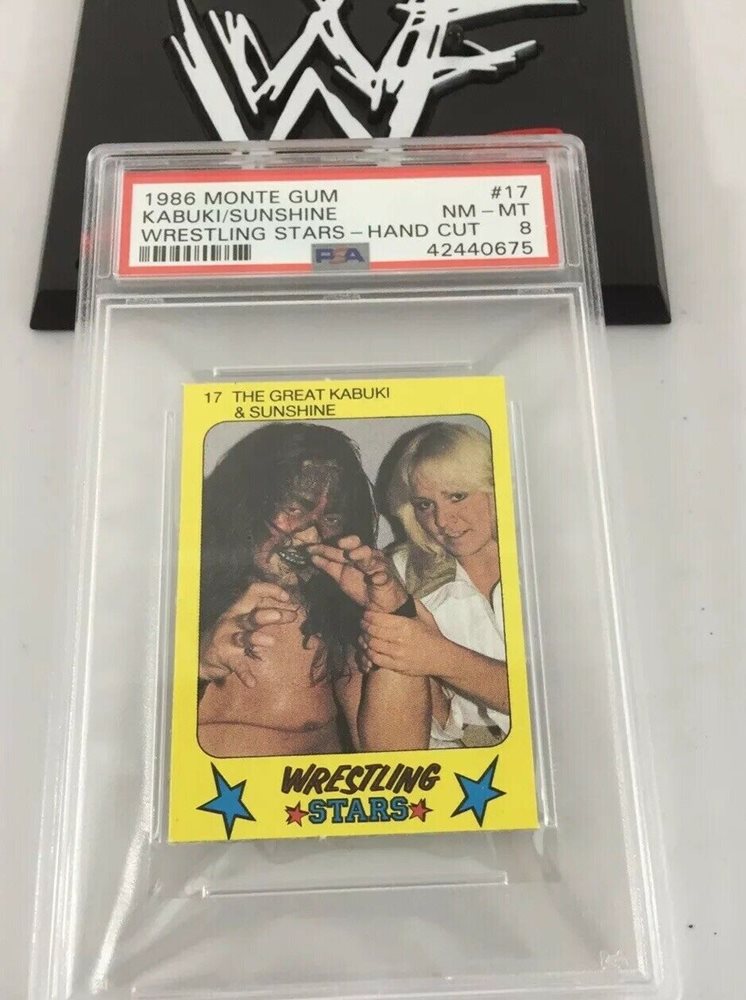 WF
1986 MONTE GUM #17
KABUKI/SUNSHINE NM - MT
WRESTLING STARS - HAND CUT 8
PSA 42440675
17 THE GREAT KABUKI
& SUNSHINE
WRESTLING
STARS